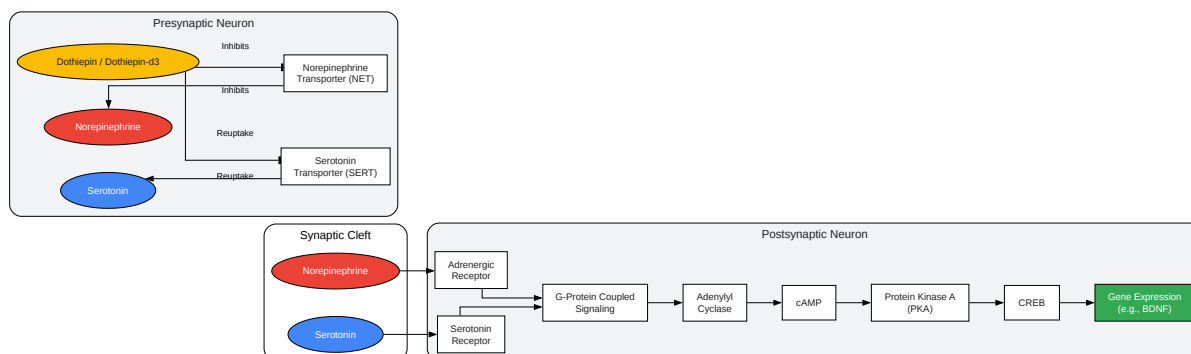 Presynaptic Neuron
Inhibits
Dothiepin / Dothiepin-d3
Norepinephrine
Transporter (NET)
Inhibits
Norepinephrine
Reuptake
Serotonin
Transporter (SERT)
Reuptake
Serotonin
Synaptic Cleft
Postsynaptic Neuron
Norepinephrine
Adrenergic
Receptor
G-Protein Coupled
Signaling
Adenylyl
Cyclase
cAMP
Protein Kinase A
(PKA)
CREB
Gene Expression
(e.g., BDNF)
Serotonin
Serotonin
Receptor